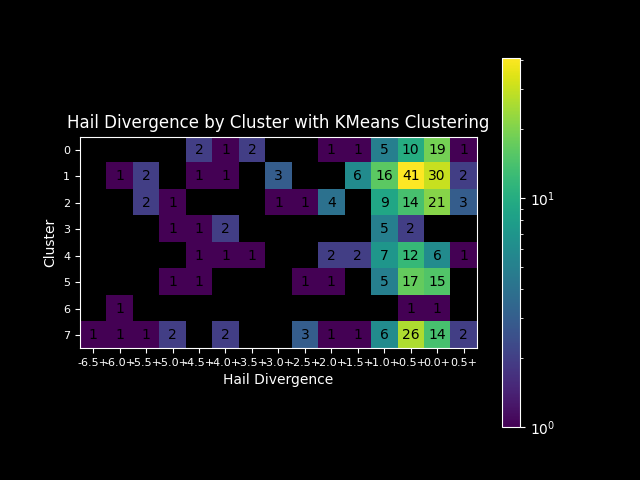 Hail Divergence by Cluster with KMeans Clustering
0 2 1 2 1 1 5 10 19 1
1 1 2 1 1 3 6 16 41 30 2
2 2 1 1 1 4 9 14 21 3
3 1 1 2 5 2
4 1 1 1 2 2 7 12 6 1
5 1 1 1 1 5 17 15
6 1 1 1
7 1 1 1 2 2 3 1 1 6 26 14 2
-6.5+ -6.0+ -5.5+ -5.0+ -4.5+ -4.0+ -3.5+ -3.0+ -2.5+ -2.0+ -1.5+ -1.0+ -0.5+ 0.0+ 0.5+
Hail Divergence
Cluster
10¹
10⁰